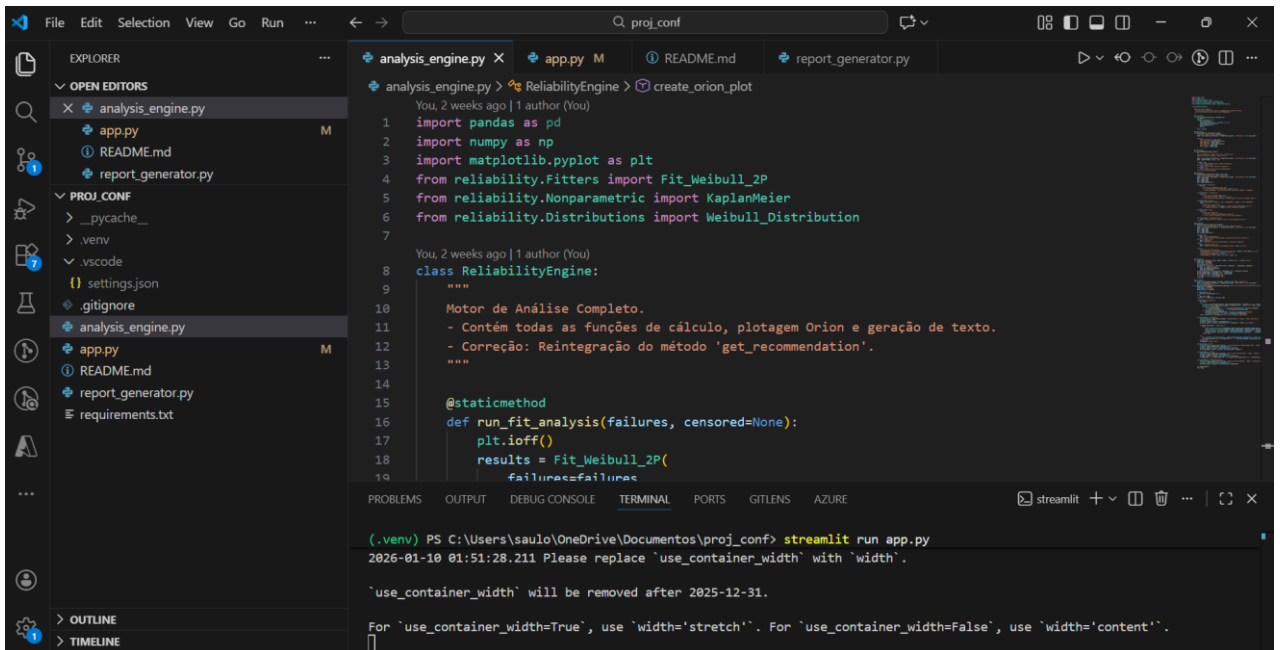 File Edit Selection View Go Run ···
proj_conf
EXPLORER
OPEN EDITORS
analysis_engine.py
app.py M
README.md
report_generator.py
PROJ_CONF
__pycache__
.venv
.vscode
{} settings.json
.gitignore
analysis_engine.py
app.py M
README.md
report_generator.py
requirements.txt
OUTLINE
TIMELINE
1
7
1
analysis_engine.py app.py M README.md report_generator.py
analysis_engine.py > ReliabilityEngine > create_orion_plot
You, 2 weeks ago | 1 author (You)
1 import pandas as pd
2 import numpy as np
3 import matplotlib.pyplot as plt
4 from reliability.Fitters import Fit_Weibull_2P
5 from reliability.Nonparametric import KaplanMeier
6 from reliability.Distributions import Weibull_Distribution
7
You, 2 weeks ago | 1 author (You)
8 class ReliabilityEngine:
9 """
10 Motor de Análise Completo.
11 - Contém todas as funções de cálculo, plotagem Orion e geração de texto.
12 - Correção: Reintegração do método 'get_recommendation'.
13 """
14
15 @staticmethod
16 def run_fit_analysis(failures, censored=None):
17 plt.ioff()
18 results = Fit_Weibull_2P(
19 failures=failures
PROBLEMS OUTPUT DEBUG CONSOLE TERMINAL PORTS GITLENS AZURE
streamlit
(.venv) PS C:\Users\saulo\OneDrive\Documentos\proj_conf> streamlit run app.py
2026-01-10 01:51:28.211 Please replace `use_container_width` with `width`.
`use_container_width` will be removed after 2025-12-31.
For `use_container_width=True`, use `width='stretch'`. For `use_container_width=False`, use `width='content'`.